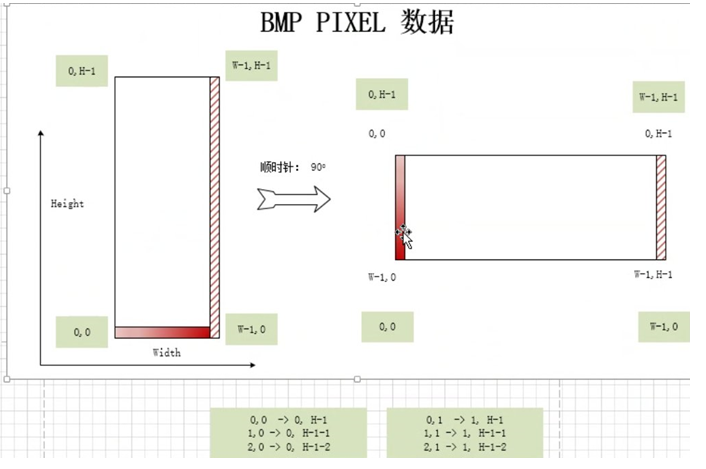 BMP PIXEL 数据
0,H-1
W-1,H-1
0,H-1
W-1,H-1
0,0
0,H-1
顺时针： 90°
Height
W-1,0
W-1,H-1
0,0
W-1,0
0,0
W-1,0
Width
0,0 -> 0, H-1
1,0 -> 0, H-1-1
2,0 -> 0, H-1-2
0,1 -> 1, H-1
1,1 -> 1, H-1-1
2,1 -> 1, H-1-2